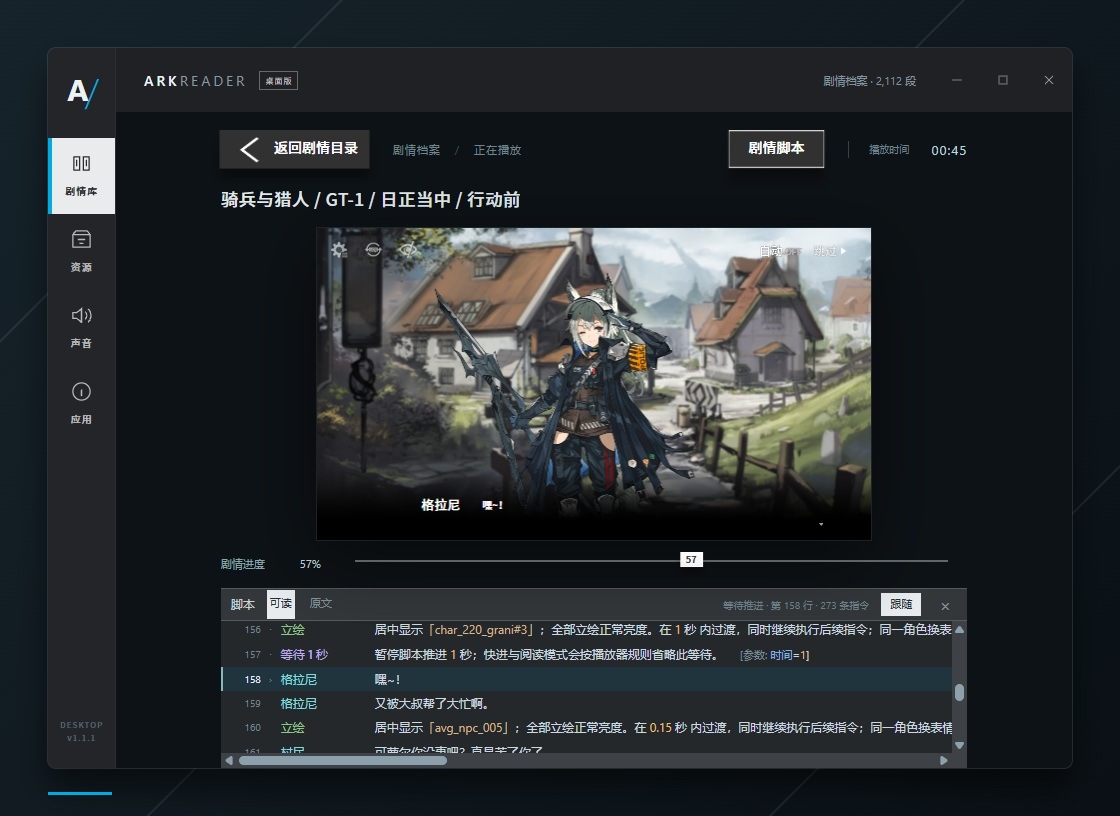 A/
ARKREADER 桌面版
剧情档案 · 2,112 段
剧情库
资源
声音
应用
DESKTOP
v1.1.1
返回剧情目录
剧情档案 / 正在播放
剧情脚本
播放时间 00:45
骑兵与猎人 / GT-1 / 日正当中 / 行动前
自动OFF 跳过
格拉尼 嘿~!
剧情进度 57%
57
脚本 可读 原文
等待推进 · 第 158 行 · 273 条指令 跟随
156 · 立绘 居中显示「char_220_grani#3」；全部立绘正常亮度。在 1 秒 内过渡，同时继续执行后续指令；同一角色换表
157 · 等待 1 秒 暂停脚本推进 1 秒；快进与阅读模式会按播放器规则省略此等待。 [参数: 时间=1]
158 › 格拉尼 嘿~!
159 格拉尼 又被大叔帮了大忙啊。
160 立绘 居中显示「avg_npc_005」；全部立绘正常亮度。在 0.15 秒 内过渡，同时继续执行后续指令；同一角色换表情
161 村民